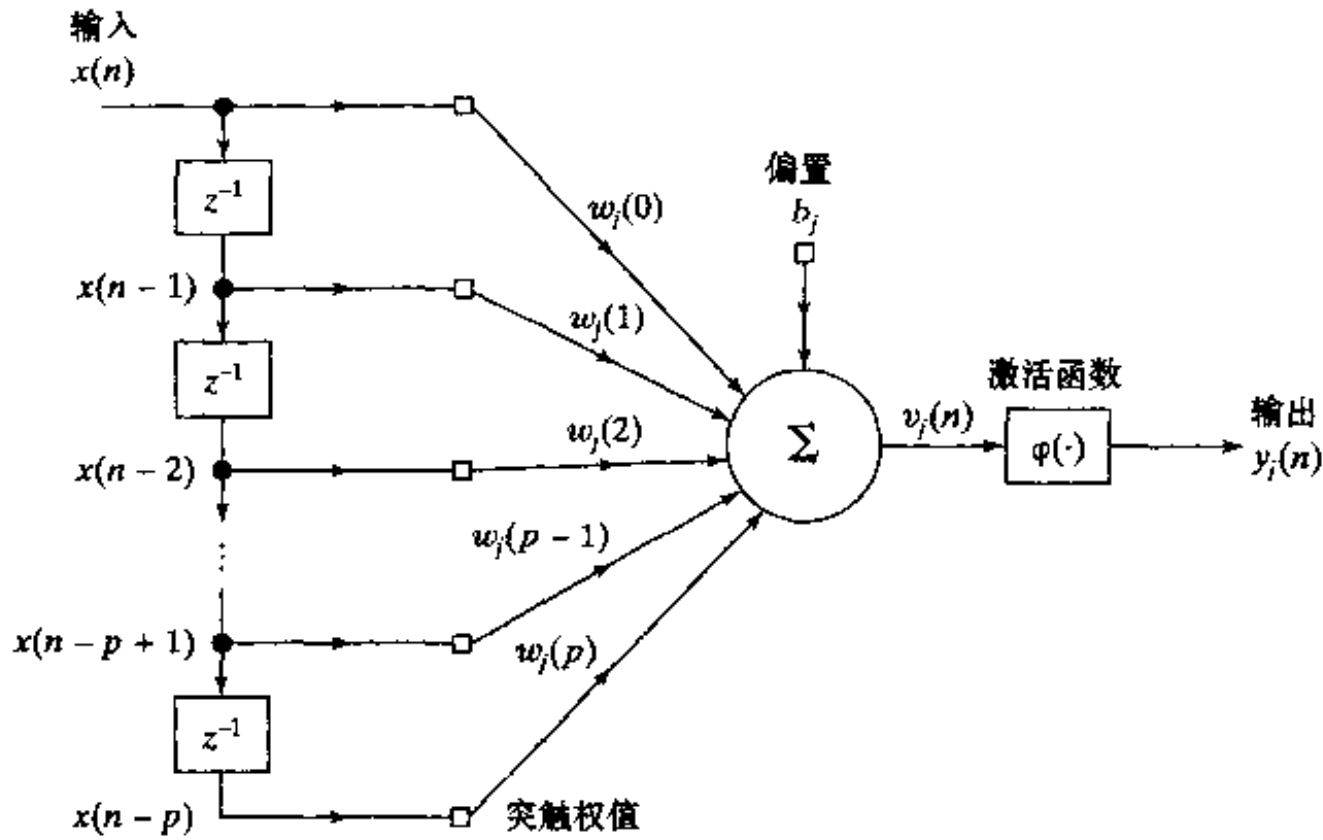 输入
x(n)
z⁻¹
x(n − 1)
z⁻¹
x(n − 2)
⋮
x(n − p + 1)
z⁻¹
x(n − p)
w_j(0)
w_j(1)
w_j(2)
w_j(p − 1)
w_j(p)
突触权值
偏置
b_j
Σ
v_j(n)
激活函数
φ(·)
输出
y_j(n)